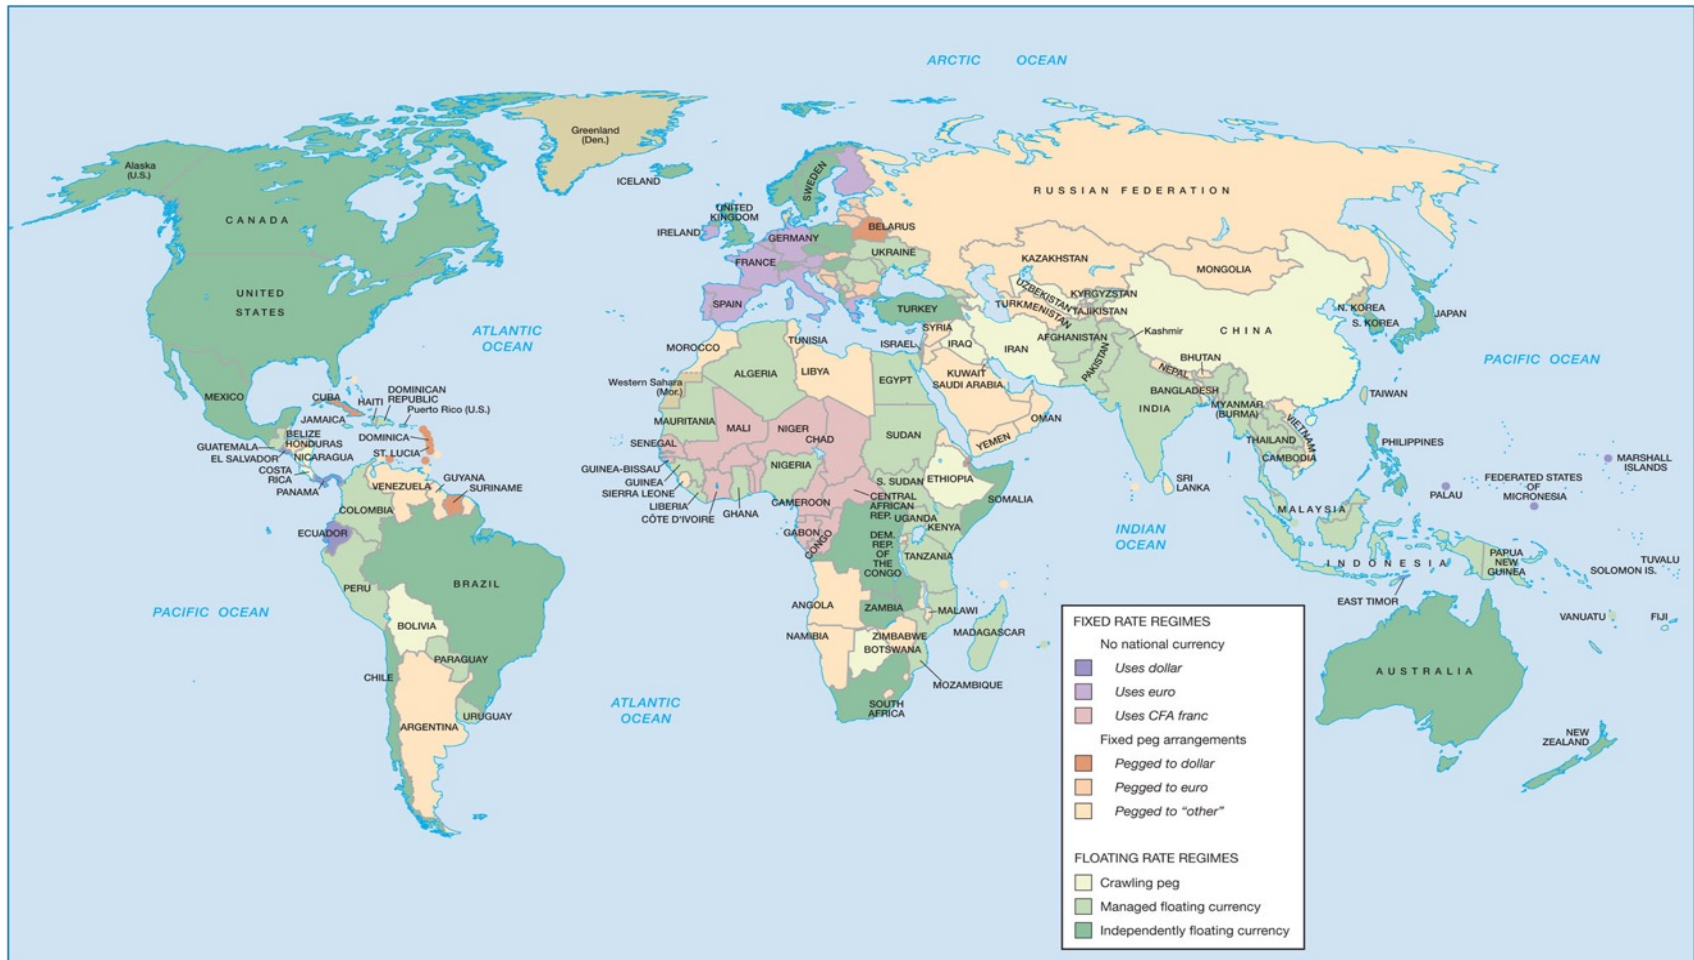 ARCTIC OCEAN
Greenland
(Den.)
Alaska
(U.S.)
ICELAND
SWEDEN
RUSSIAN FEDERATION
CANADA
UNITED
KINGDOM
IRELAND
GERMANY
BELARUS
UKRAINE
FRANCE
KAZAKHSTAN
MONGOLIA
UNITED
STATES
SPAIN
TURKEY
UZBEKISTAN
KYRGYZSTAN
TURKMENISTAN
TAJIKISTAN
N. KOREA
S. KOREA
JAPAN
CHINA
ATLANTIC
OCEAN
MOROCCO
TUNISIA
SYRIA
ISRAEL
IRAQ
IRAN
AFGHANISTAN
Kashmir
PACIFIC OCEAN
ALGERIA
LIBYA
EGYPT
KUWAIT
SAUDI ARABIA
PAKISTAN
NEPAL
BHUTAN
BANGLADESH
Western Sahara
(Mor.)
MEXICO
CUBA
HAITI
DOMINICAN
REPUBLIC
JAMAICA
Puerto Rico (U.S.)
BELIZE
HONDURAS
GUATEMALA
EL SALVADOR
NICARAGUA
DOMINICA
ST. LUCIA
COSTA
RICA
PANAMA
GUYANA
SURINAME
VENEZUELA
COLOMBIA
ECUADOR
MAURITANIA
MALI
NIGER
CHAD
SUDAN
OMAN
YEMEN
INDIA
MYANMAR
(BURMA)
TAIWAN
VIETNAM
THAILAND
CAMBODIA
PHILIPPINES
SENEGAL
GUINEA-BISSAU
GUINEA
SIERRA LEONE
LIBERIA
CÔTE D'IVOIRE
GHANA
NIGERIA
CAMEROON
S. SUDAN
ETHIOPIA
CENTRAL
AFRICAN
REP.
SOMALIA
SRI
LANKA
MARSHALL
ISLANDS
PALAU
FEDERATED STATES
OF
MICRONESIA
MALAYSIA
GABON
CONGO
UGANDA
KENYA
DEM.
REP.
OF
THE
CONGO
TANZANIA
INDIAN
OCEAN
INDONESIA
PAPUA
NEW
GUINEA
TUVALU
SOLOMON IS.
EAST TIMOR
VANUATU
FIJI
PERU
BRAZIL
PACIFIC OCEAN
BOLIVIA
PARAGUAY
CHILE
URUGUAY
ARGENTINA
ATLANTIC
OCEAN
ANGOLA
ZAMBIA
MALAWI
NAMIBIA
ZIMBABWE
BOTSWANA
MADAGASCAR
MOZAMBIQUE
SOUTH
AFRICA
AUSTRALIA
NEW
ZEALAND
FIXED RATE REGIMES
No national currency
Uses dollar
Uses euro
Uses CFA franc
Fixed peg arrangements
Pegged to dollar
Pegged to euro
Pegged to “other”
FLOATING RATE REGIMES
Crawling peg
Managed floating currency
Independently floating currency